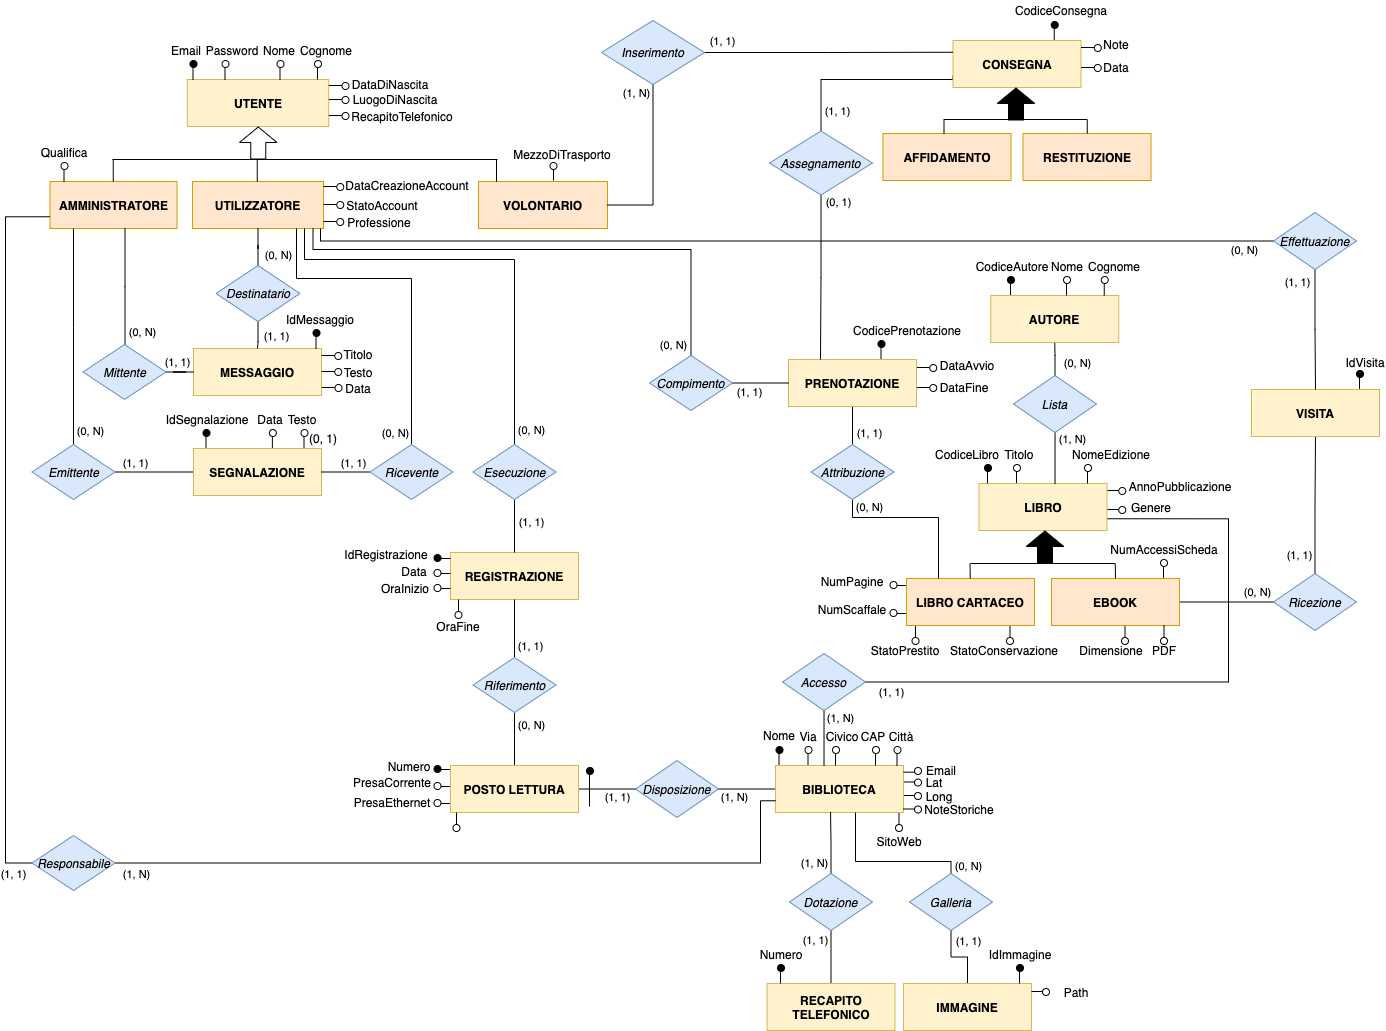 CodiceConsegna
Inserimento
(1, 1)
Note
CONSEGNA
Data
Email Password Nome Cognome
DataDiNascita
UTENTE
LuogoDiNascita
RecapitoTelefonico
(1, N)
(1, 1)
Qualifica
MezzoDiTrasporto
Assegnamento
AFFIDAMENTO
RESTITUZIONE
AMMINISTRATORE
UTILIZZATORE
DataCreazioneAccount
StatoAccount
Professione
VOLONTARIO
(0, 1)
Effettuazione
(0, N)
(0, N)
CodiceAutore Nome Cognome
(1, 1)
Destinatario
AUTORE
IdMessaggio
(0, N)
(1, 1)
CodicePrenotazione
(0, N)
Titolo
(0, N)
Mittente
(1, 1)
MESSAGGIO
Testo
Data
Compimento
(1, 1)
PRENOTAZIONE
DataAvvio
DataFine
IdVisita
Lista
VISITA
IdSegnalazione Data Testo
(0, 1)
(0, N)
(0, N)
(0, N)
(1, 1)
(1, N)
CodiceLibro Titolo
NomeEdizione
Emittente
(1, 1)
SEGNALAZIONE
(1, 1)
Ricevente
Esecuzione
Attribuzione
AnnoPubblicazione
LIBRO
Genere
(0, N)
(1, 1)
IdRegistrazione
Data
OraInizio
REGISTRAZIONE
OraFine
NumAccessiScheda
(1, 1)
NumPagine
NumScaffale
LIBRO CARTACEO
EBOOK
(0, N)
Ricezione
StatoPrestito
StatoConservazione
Dimensione
PDF
(1, 1)
Riferimento
Accesso
(1, 1)
(0, N)
(1, N)
Nome Via Civico CAP Città
Numero
PresaCorrente
PresaEthernet
POSTO LETTURA
(1, 1)
Disposizione
(1, N)
BIBLIOTECA
Email
Lat
Long
NoteStoriche
SitoWeb
Responsabile
(1, 1)
(1, N)
(1, N)
(0, N)
Dotazione
Galleria
(1, 1)
(1, 1)
Numero
IdImmagine
RECAPITO
TELEFONICO
IMMAGINE
Path